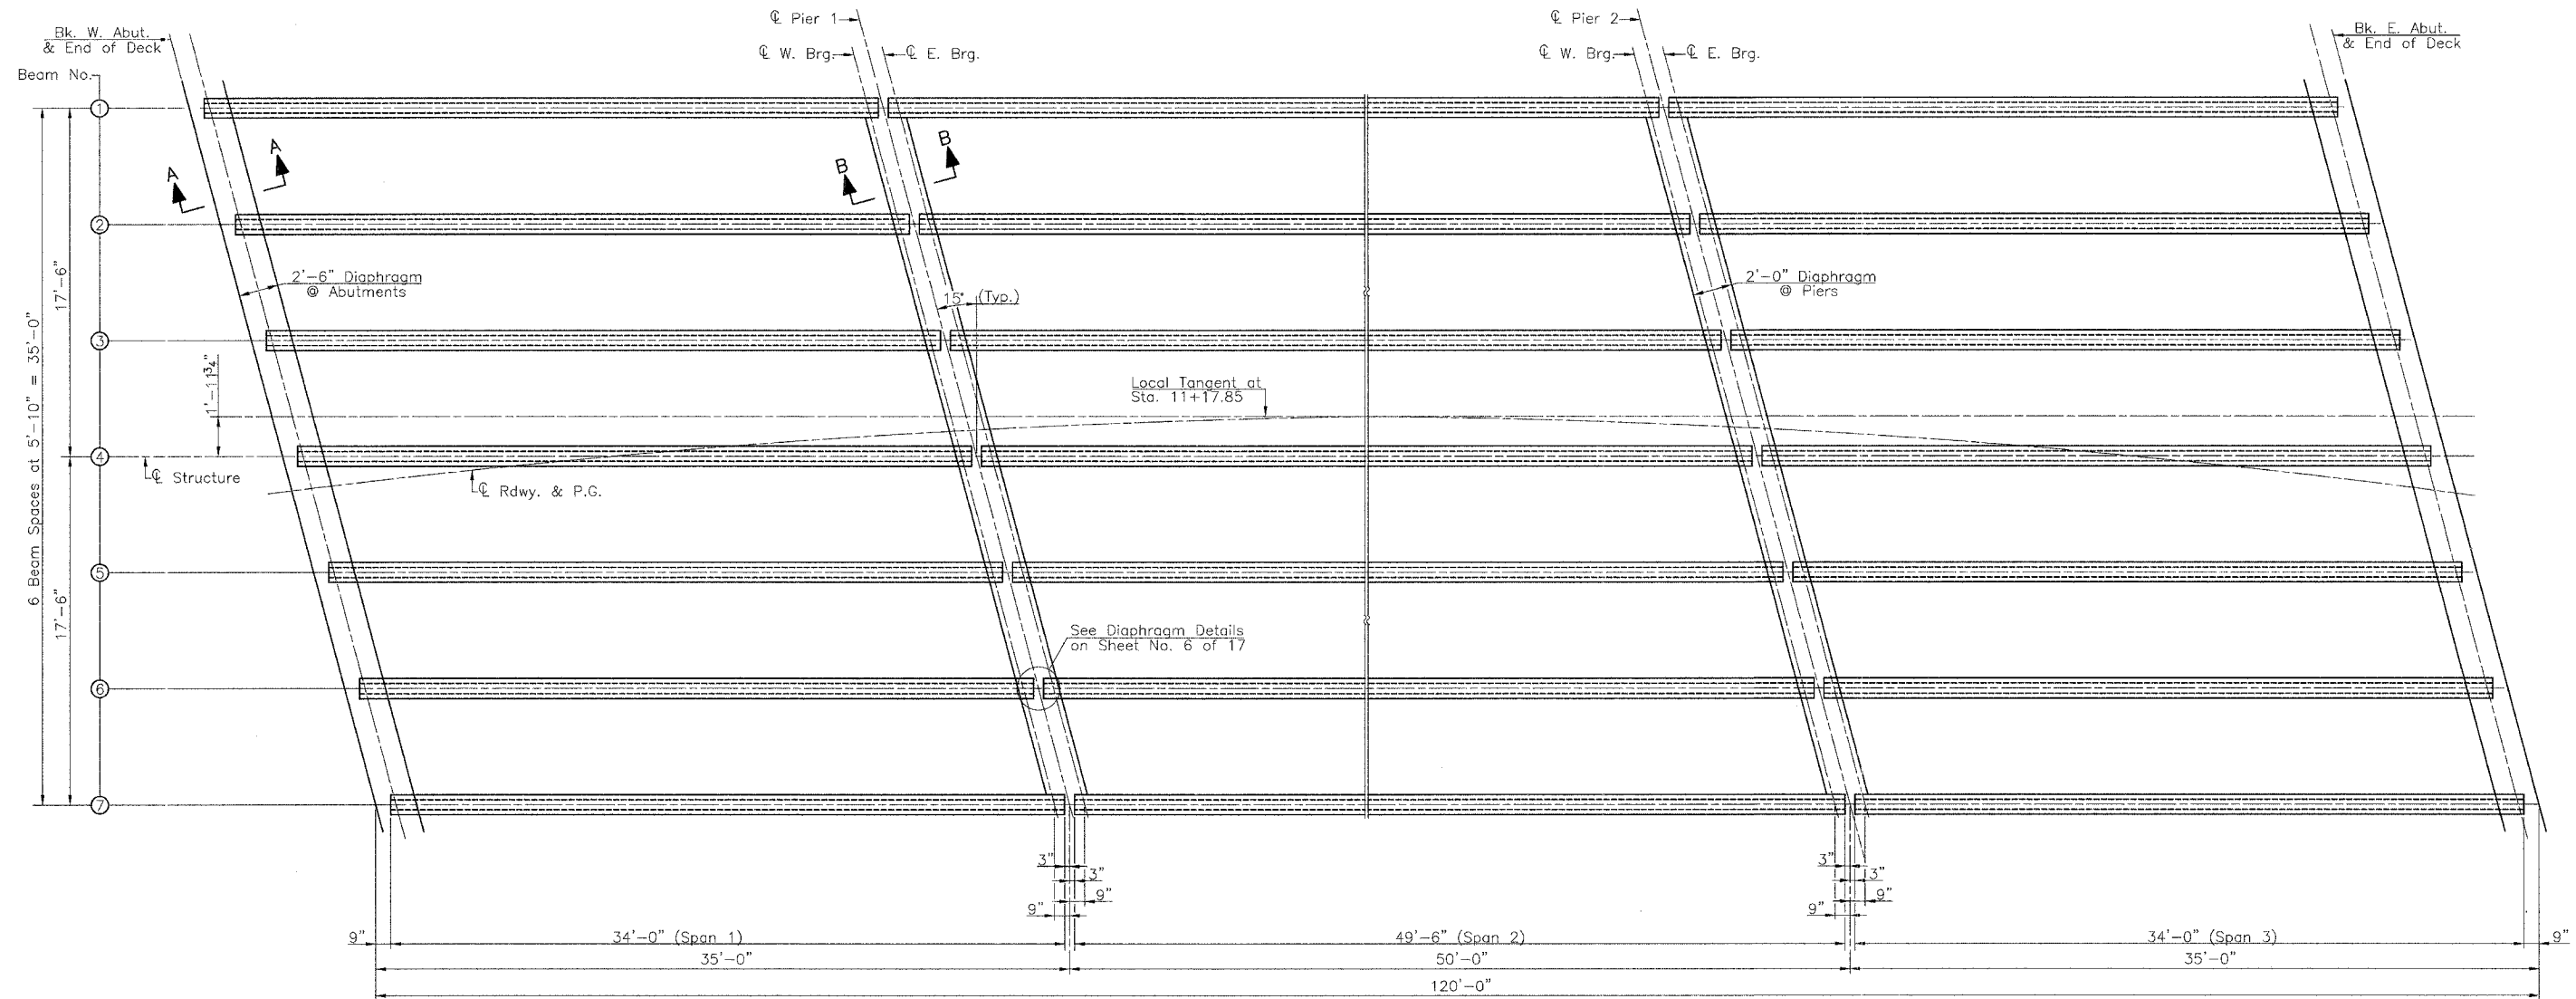 ℄ Pier 1
℄ Pier 2
Bk. W. Abut.
& End of Deck
℄ W. Brg.
℄ E. Brg.
℄ W. Brg.
℄ E. Brg.
Bk. E. Abut.
& End of Deck
Beam No.
1
A
A
B
B
2
17'-6"
2'-6" Diaphragm
@ Abutments
15° (Typ.)
2'-0" Diaphragm
@ Piers
6 Beam Spaces at 5'-10" = 35'-0"
3
1'-11¾"
Local Tangent at
Sta. 11+17.85
4
℄ Structure
℄ Rdwy. & P.G.
5
17'-6"
See Diaphragm Details
on Sheet No. 6 of 17
6
7
3"
3"
9"
9"
3"
3"
9"
9"
9"
34'-0" (Span 1)
49'-6" (Span 2)
34'-0" (Span 3)
9"
35'-0"
50'-0"
35'-0"
120'-0"